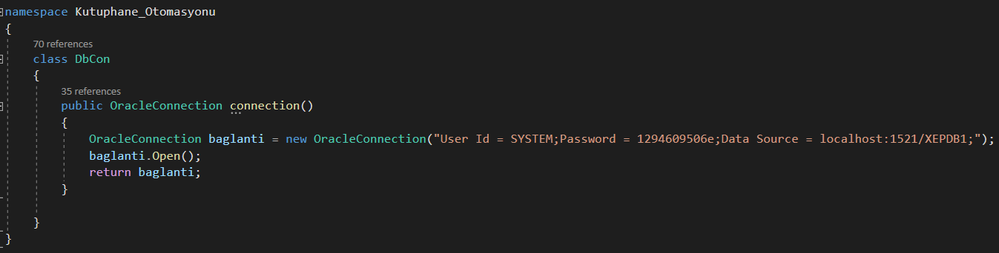 namespace Kutuphane_Otomasyonu
{
70 references
class DbCon
{
35 references
public OracleConnection connection()
{
OracleConnection baglanti = new OracleConnection("User Id = SYSTEM;Password = 1294609506e;Data Source = localhost:1521/XEPDB1;");
baglanti.Open();
return baglanti;
}
}
}